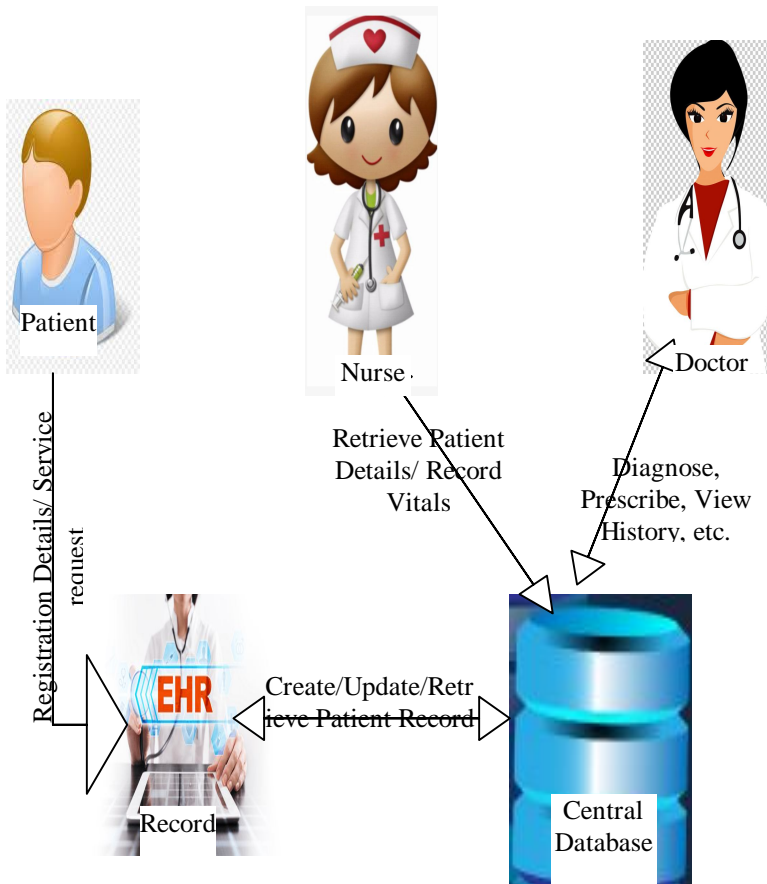 Patient
Nurse
Doctor
Registration Details/ Service
request
Retrieve Patient
Details/ Record
Vitals
Diagnose,
Prescribe, View
History, etc.
EHR
Create/Update/Retr
ieve Patient Record
Record
Central
Database